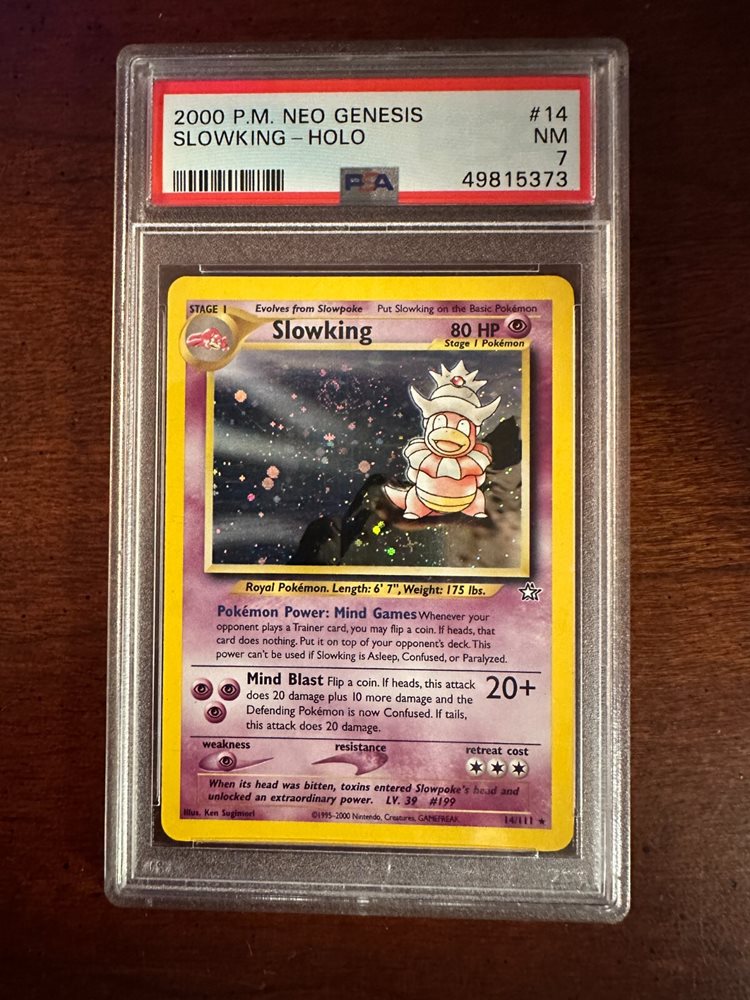 2000 P.M. NEO GENESIS #14
SLOWKING - HOLO NM
7
PSA 49815373
STAGE 1 Evolves from Slowpoke Put Slowking on the Basic Pokémon
Slowking 80 HP
Stage 1 Pokémon
Royal Pokémon. Length: 6' 7", Weight: 175 lbs.
Pokémon Power: Mind Games Whenever your
opponent plays a Trainer card, you may flip a coin. If heads, that
card does nothing. Put it on top of your opponent's deck. This
power can't be used if Slowking is Asleep, Confused, or Paralyzed.
Mind Blast Flip a coin. If heads, this attack 20+
does 20 damage plus 10 more damage and the
Defending Pokémon is now Confused. If tails,
this attack does 20 damage.
weakness resistance retreat cost
When its head was bitten, toxins entered Slowpoke's head and
unlocked an extraordinary power. LV. 39 #199
Illus. Ken Sugimori ©1995-2000 Nintendo, Creatures, GAMEFREAK. 14/111 ★